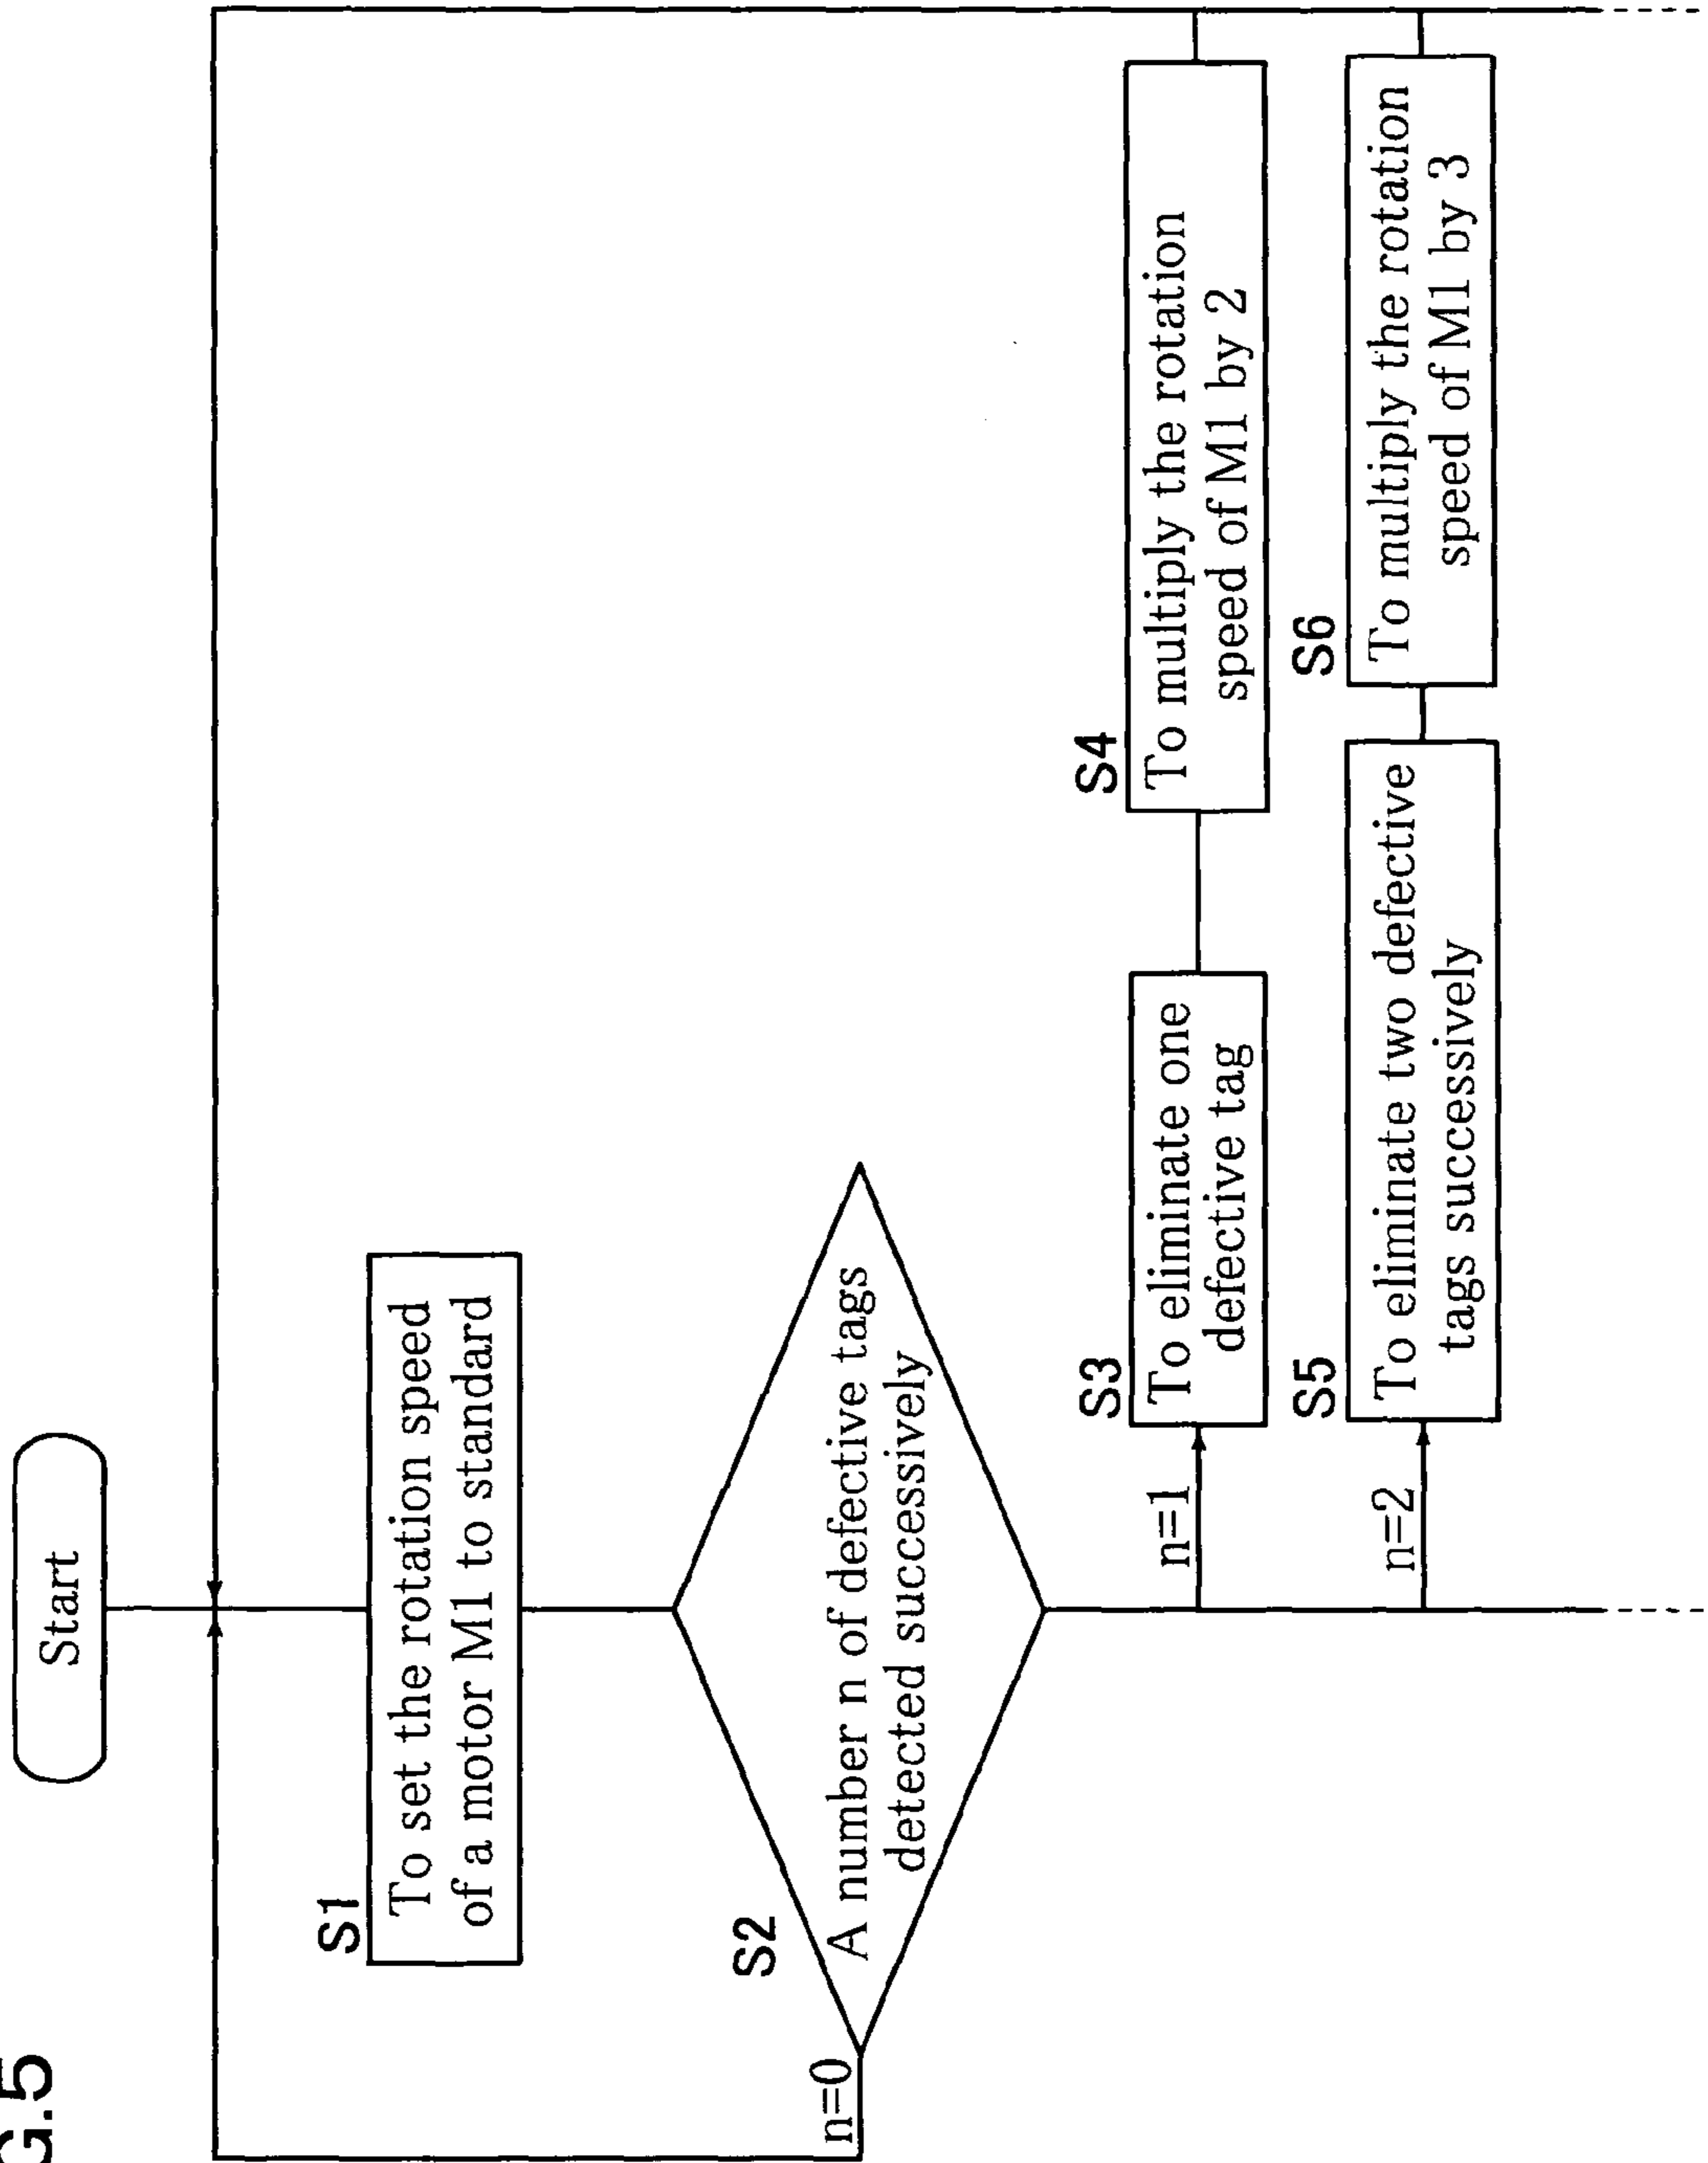 G.5
Start
S1
To set the rotation speed
of a motor M1 to standard
S2
A number n of defective tags
detected successively
n=0
n=1
S3
To eliminate one
defective tag
S4
To multiply the rotation
speed of M1 by 2
n=2
S5
To eliminate two defective
tags successively
S6
To multiply the rotation
speed of M1 by 3